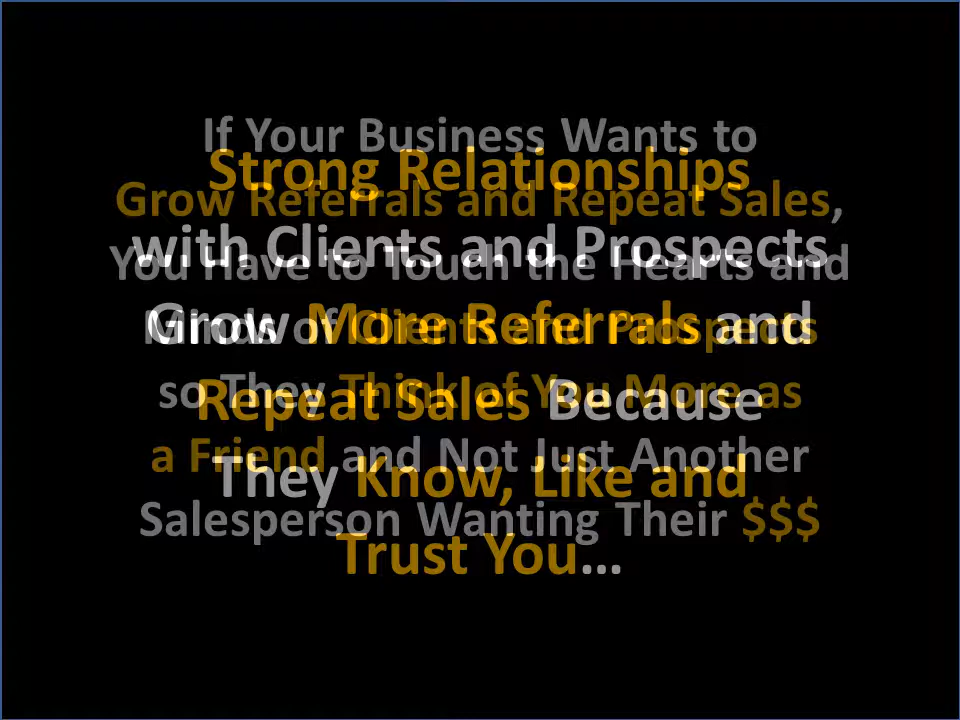 If Your Business Wants to
Grow Referrals and Repeat Sales,
You Have to Touch the Hearts and
Minds of Clients and Prospects
so They Think of You More as
a Friend and Not Just Another
Salesperson Wanting Their $$$
Strong Relationships
with Clients and Prospects
Grow More Referrals and
Repeat Sales Because
They Know, Like and
Trust You...